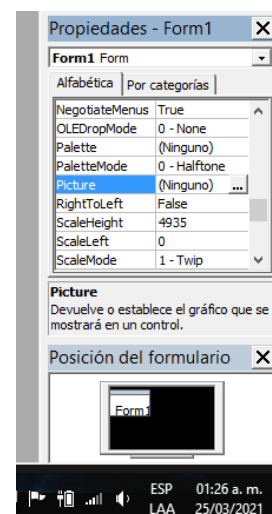 Propiedades - Form1
Form1 Form
Alfabética Por categorías
NegotiateMenus True
OLEDropMode 0 - None
Palette (Ninguno)
PaletteMode 0 - Halftone
Picture (Ninguno) ...
RightToLeft False
ScaleHeight 4935
ScaleLeft 0
ScaleMode 1 - Twip
Picture
Devuelve o establece el gráfico que se
mostrará en un control.
Posición del formulario
Form1
ESP 01:26 a. m.
LAA 25/03/2021